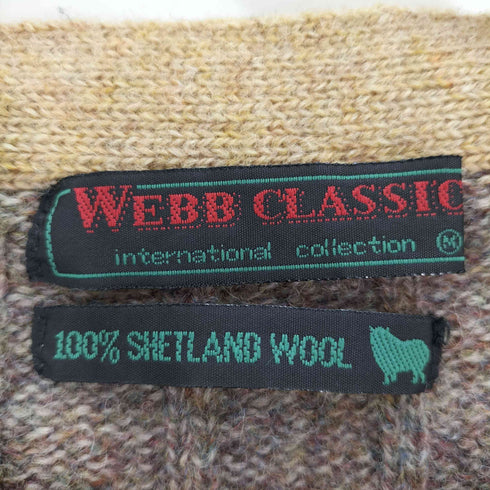 WEBB CLASSIC
international collection M
100% SHETLAND WOOL